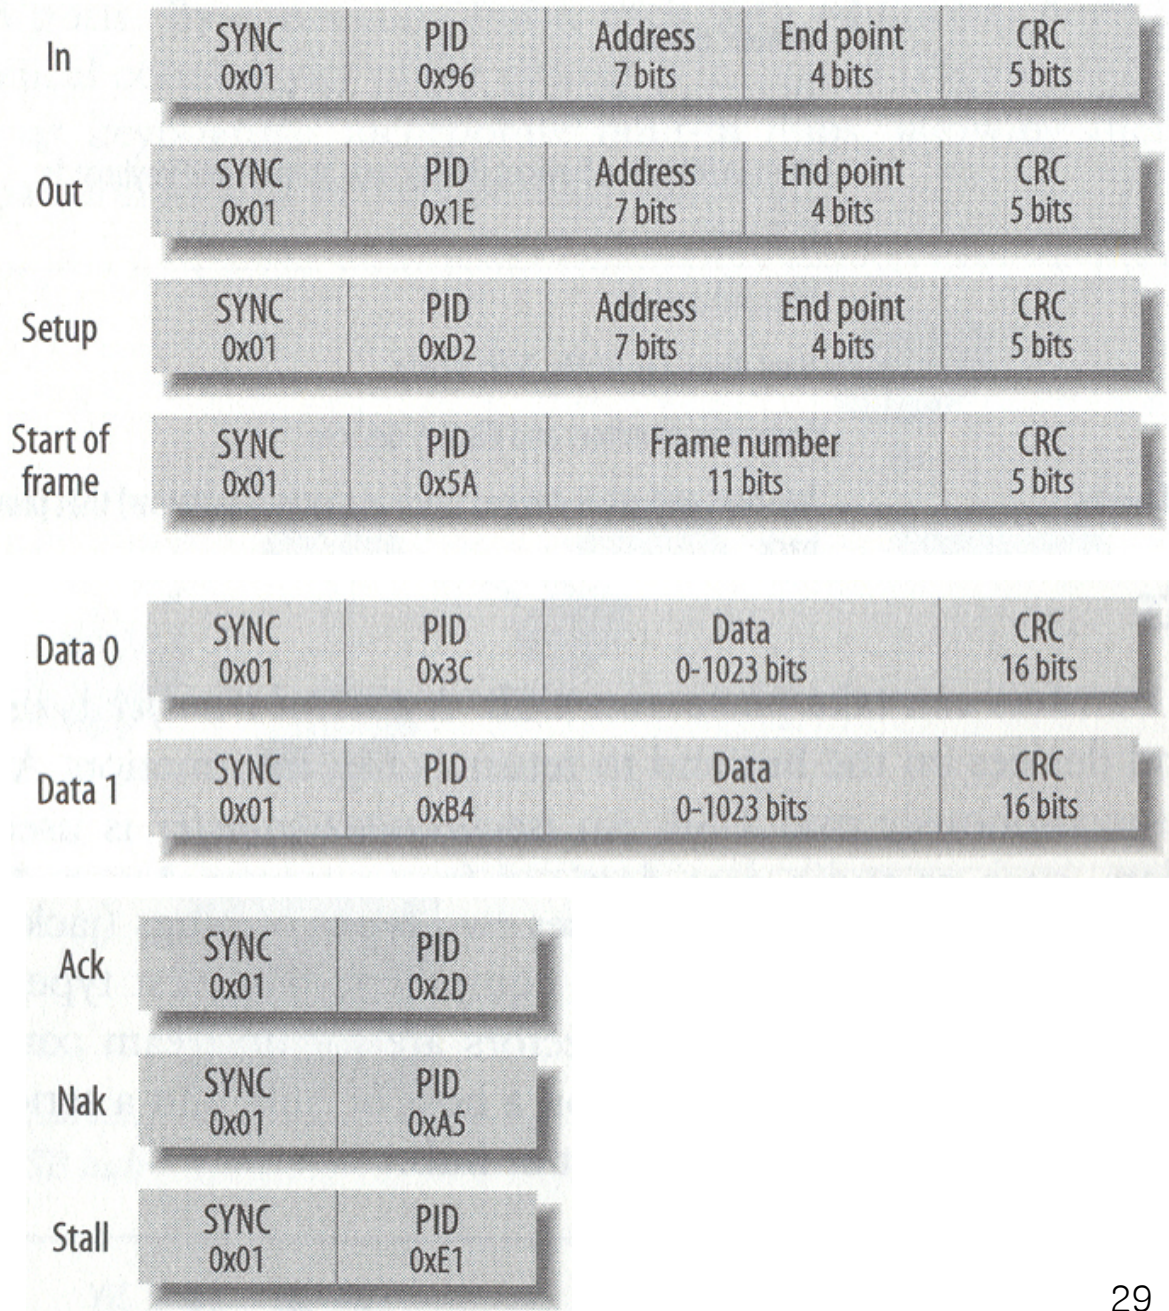 In
SYNC PID Address End point CRC
0x01 0x96 7 bits 4 bits 5 bits
Out
SYNC PID Address End point CRC
0x01 0x1E 7 bits 4 bits 5 bits
Setup
SYNC PID Address End point CRC
0x01 0xD2 7 bits 4 bits 5 bits
Start of
frame
SYNC PID Frame number CRC
0x01 0x5A 11 bits 5 bits
Data 0
SYNC PID Data CRC
0x01 0x3C 0-1023 bits 16 bits
Data 1
SYNC PID Data CRC
0x01 0xB4 0-1023 bits 16 bits
Ack
SYNC PID
0x01 0x2D
Nak
SYNC PID
0x01 0xA5
Stall
SYNC PID
0x01 0xE1
29